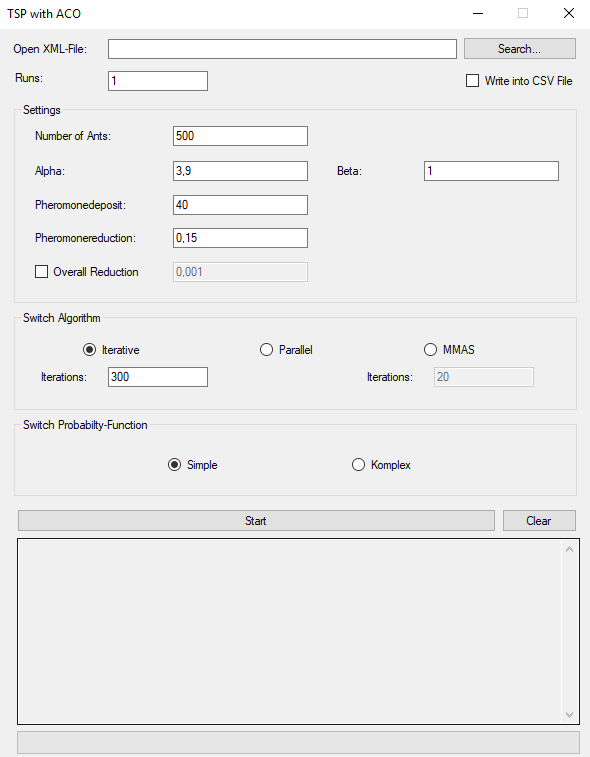 TSP with ACO
Open XML-File: Search...
Runs: 1 Write into CSV File
Settings
Number of Ants: 500
Alpha: 3,9 Beta: 1
Pheromonedeposit: 40
Pheromonereduction: 0,15
Overall Reduction 0,001
Switch Algorithm
Iterative Parallel MMAS
Iterations: 300 Iterations: 20
Switch Probabilty-Function
Simple Komplex
Start Clear